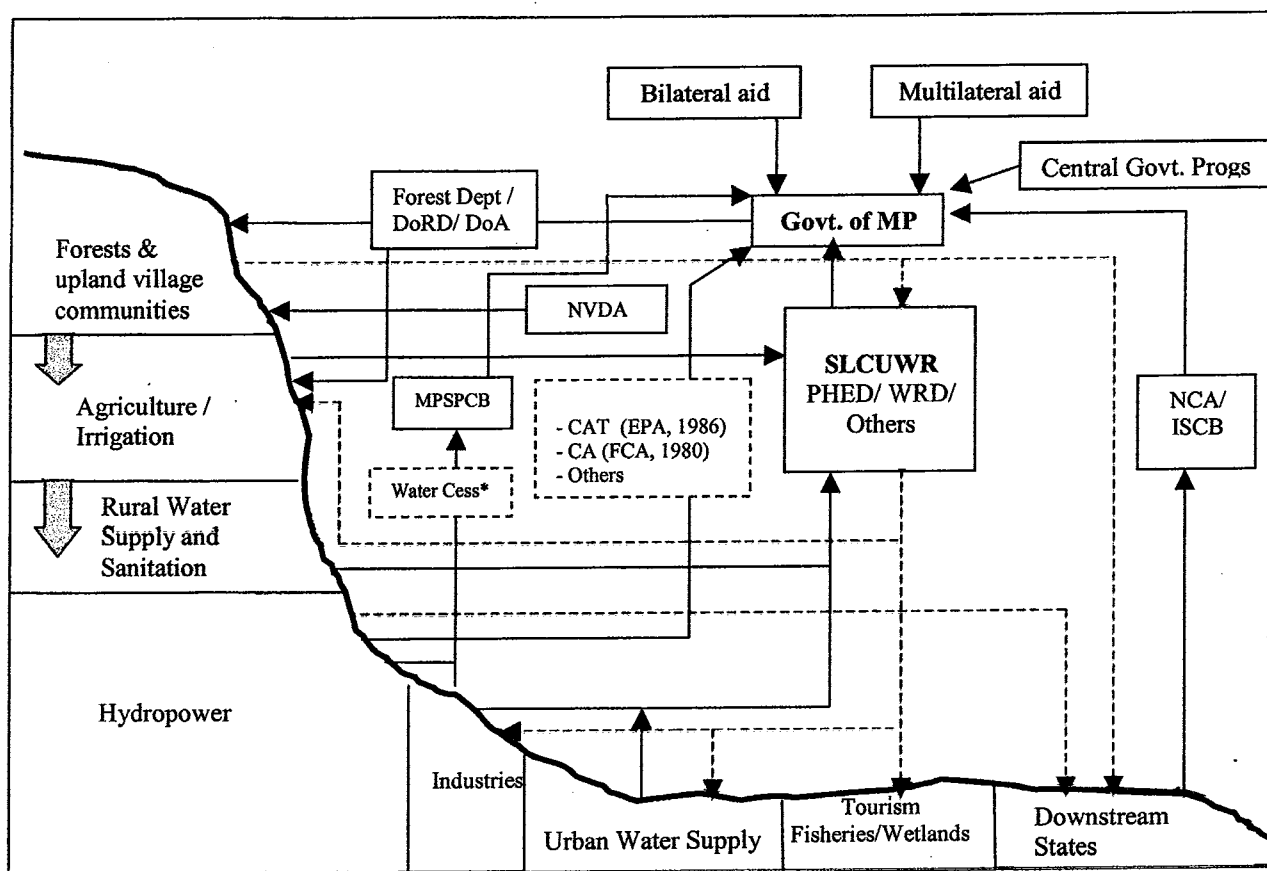 Bilateral aid
Multilateral aid
Central Govt. Progs
Forest Dept /
DoRD/ DoA
Govt. of MP
Forests &
upland village
communities
NVDA
SLCUWR
PHED/ WRD/
Others
MPSPCB
- CAT (EPA, 1986)
- CA (FCA, 1980)
- Others
NCA/
ISCB
Agriculture /
Irrigation
Water Cess*
Rural Water
Supply and
Sanitation
Hydropower
Industries
Urban Water Supply
Tourism
Fisheries/Wetlands
Downstream
States